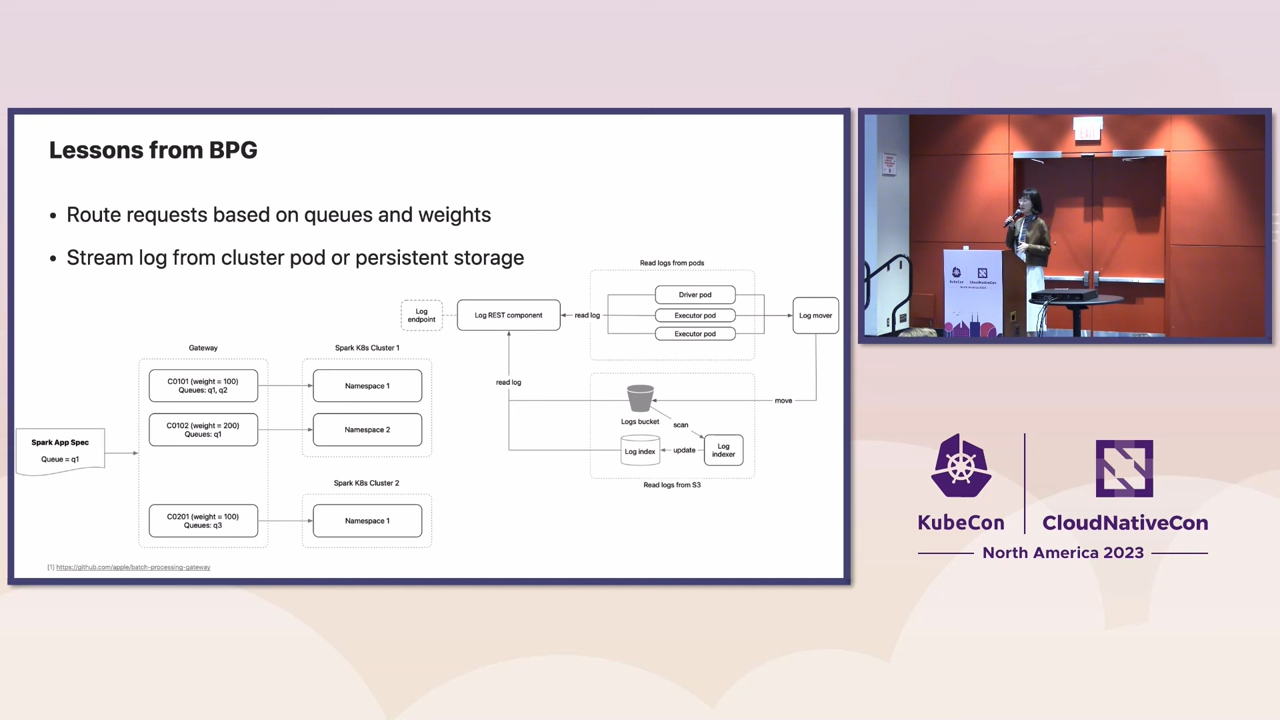 Lessons from BPG
• Route requests based on queues and weights
• Stream log from cluster pod or persistent storage
Read logs from pods
Log
endpoint
Log REST component
read log
Driver pod
Executor pod
Executor pod
Log mover
read log
move
Logs bucket
scan
Log index
update
Log
indexer
Read logs from S3
Gateway
Spark K8s Cluster 1
C0101 (weight = 100)
Queues: q1, q2
Namespace 1
C0102 (weight = 200)
Queues: q1
Namespace 2
Spark App Spec
Queue = q1
Spark K8s Cluster 2
C0201 (weight = 100)
Queues: q3
Namespace 1
[1] https://github.com/apple/batch-processing-gateway
KubeCon
CloudNativeCon
North America 2023
KubeCon
CloudNativeCon
North America 2023